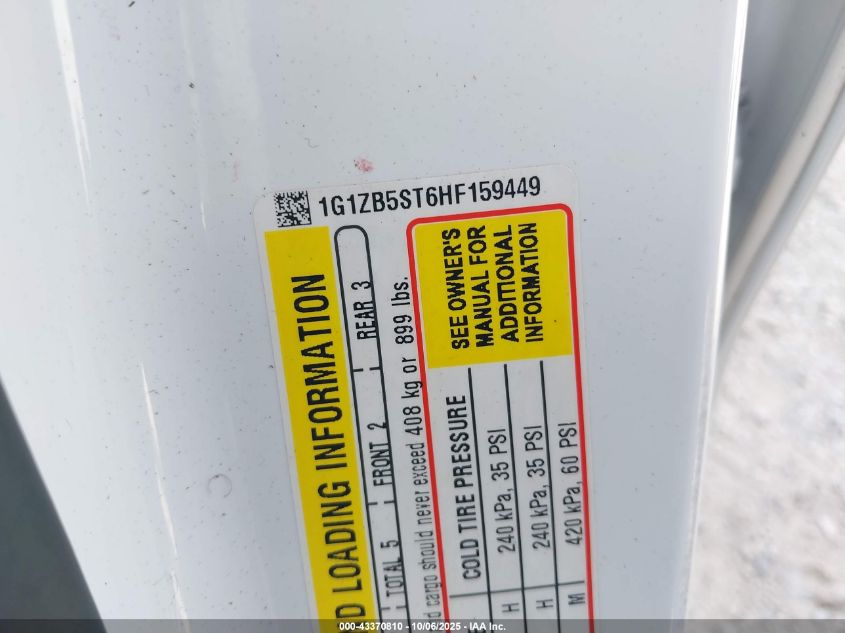 1G1ZB5ST6HF159449
LOADING INFORMATION
TOTAL 5 FRONT 2 REAR 3
cargo should never exceed 408 kg or 899 lbs.
COLD TIRE PRESSURE
H 240 kPa, 35 PSI
H 240 kPa, 35 PSI
M 420 kPa, 60 PSI
SEE OWNER'S
MANUAL FOR
ADDITIONAL
INFORMATION
000-43370810 - 10/06/2025 - IAA Inc.